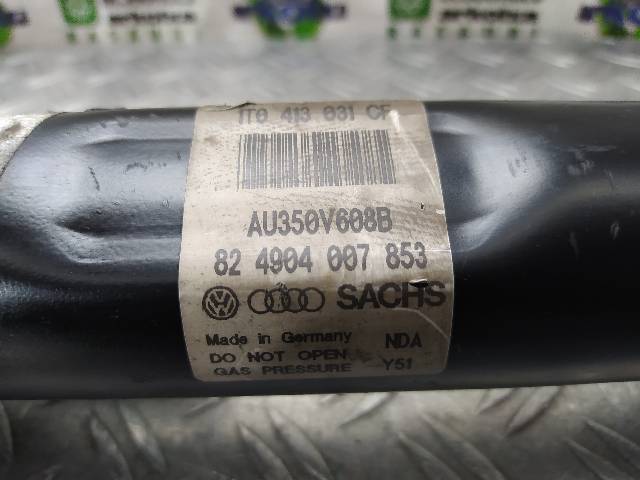 1T0 413 031 CF
AU350V608B
82 4904 007 853
SACHS
Made in Germany NDA
DO NOT OPEN
GAS PRESSURE Y51